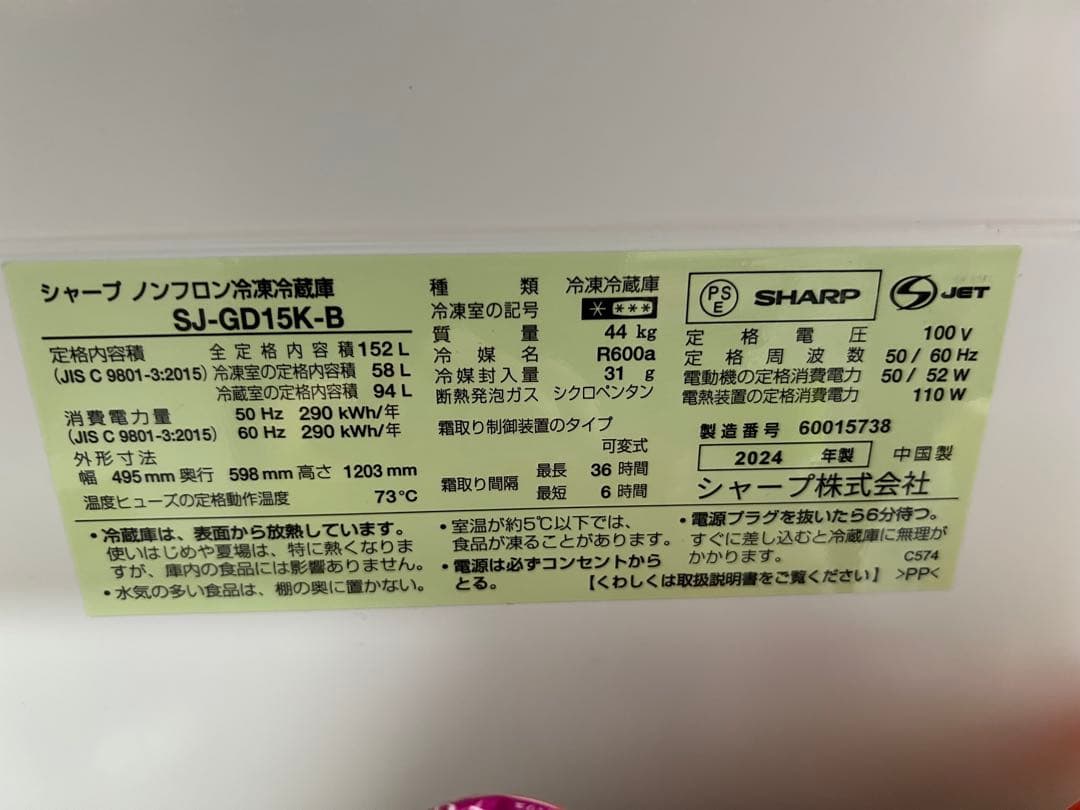 シャープ ノンフロン冷凍冷蔵庫
SJ-GD15K-B
定格内容積 全定格内容積 152 L
(JIS C 9801-3:2015) 冷凍室の定格内容積 58 L
冷蔵室の定格内容積 94 L
消費電力量 50 Hz 290 kWh/年
(JIS C 9801-3:2015) 60 Hz 290 kWh/年
外形寸法
幅 495 mm 奥行 598 mm 高さ 1203 mm
温度ヒューズの定格動作温度 73℃
種類 冷凍冷蔵庫
冷凍室の記号 * ***
質量 44 kg
冷媒名 R600a
冷媒封入量 31 g
断熱発泡ガス シクロペンタン
霜取り制御装置のタイプ
可変式
霜取り間隔 最長 36 時間
最短 6 時間
PSE SHARP S JET
定格電圧 100 V
定格周波数 50 / 60 Hz
電動機の定格消費電力 50 / 52 W
電熱装置の定格消費電力 110 W
製造番号 60015738
2024 年製 中国製
シャープ株式会社
・冷蔵庫は、表面から放熱しています。
使いはじめや夏場は、特に熱くなりま
すが、庫内の食品には影響ありません。
・水気の多い食品は、棚の奥に置かない。
・室温が約5℃以下では、
食品が凍ることがあります。
・電源は必ずコンセントから
とる。
・電源プラグを抜いたら6分待つ。
すぐに差し込むと冷蔵庫に無理が
かかります。 C574
【くわしくは取扱説明書をご覧ください】 >PP<